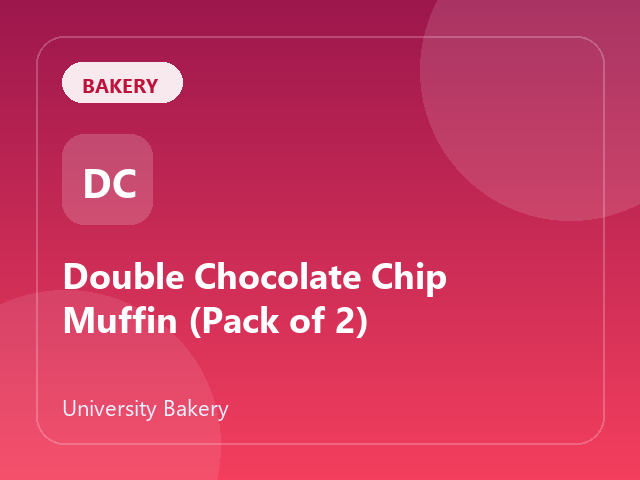 BAKERY
DC
Double Chocolate Chip
Muffin (Pack of 2)
University Bakery